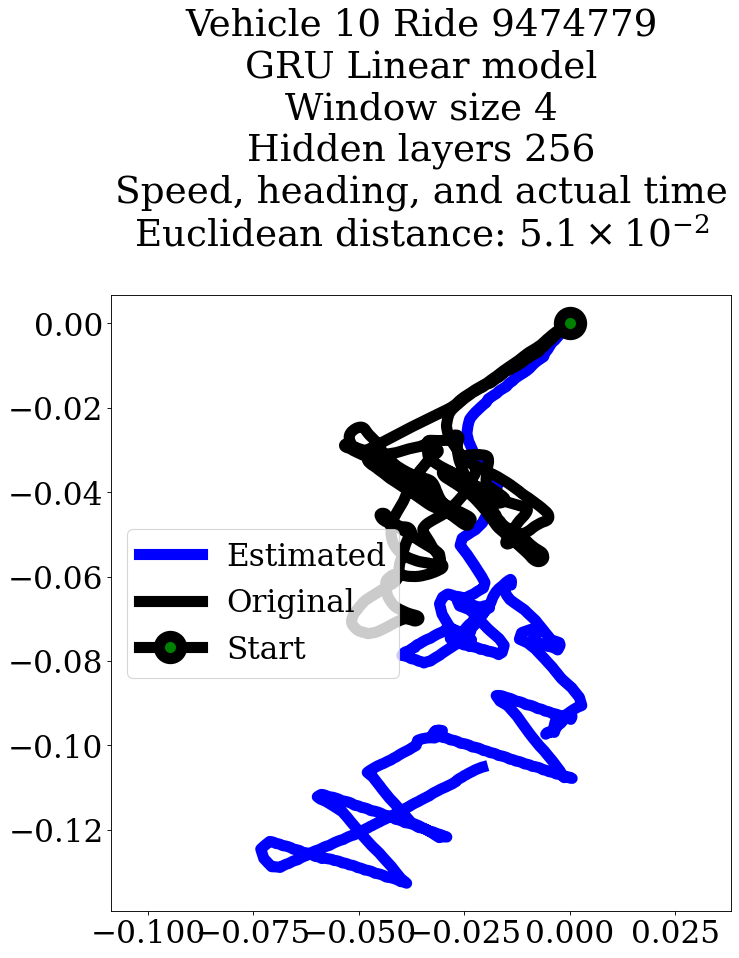 Vehicle 10 Ride 9474779
GRU Linear model
Window size 4
Hidden layers 256
Speed, heading, and actual time
Euclidean distance: 5.1 × 10⁻²
0.00
−0.02
−0.04
−0.06
−0.08
−0.10
−0.12
Estimated
Original
Start
−0.100 −0.075 −0.050 −0.025 0.000 0.025